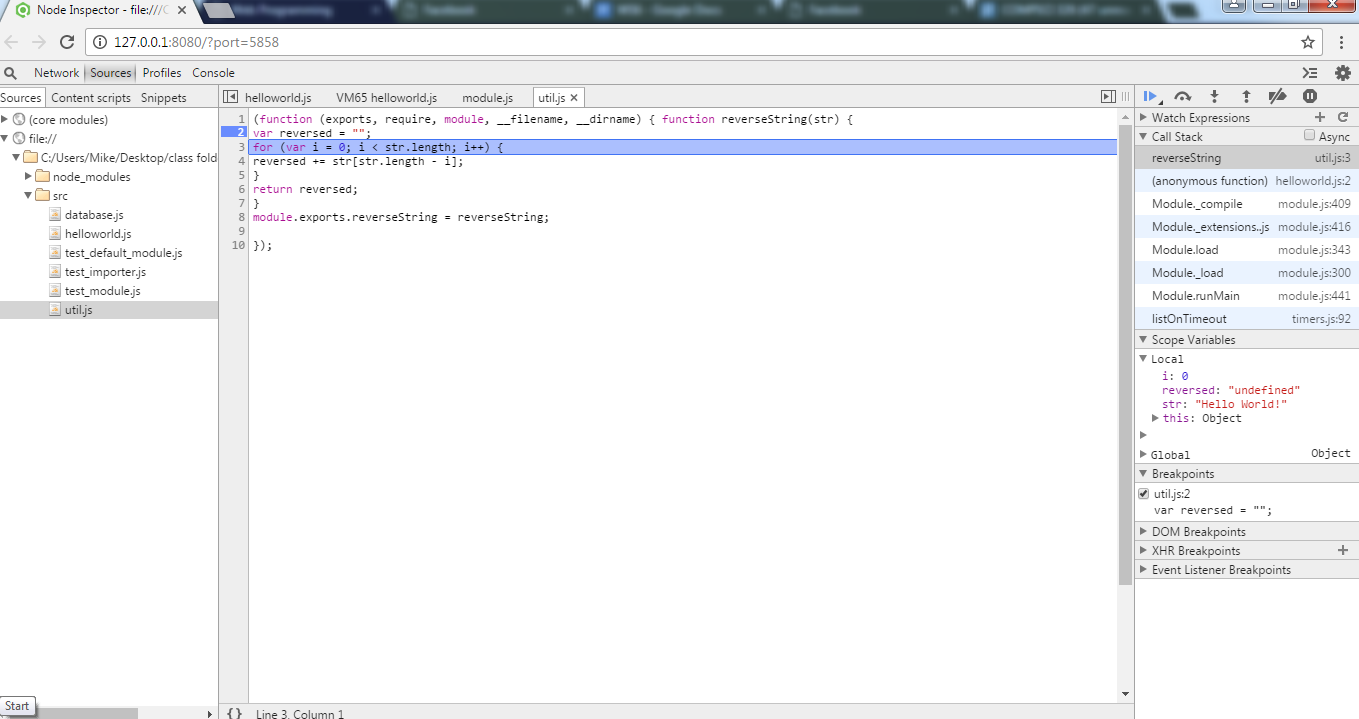 Node Inspector - file:///C
Facebook
Facebook
127.0.0.1:8080/?port=5858
Network Sources Profiles Console
Sources Content scripts Snippets
helloworld.js VM65 helloworld.js module.js util.js ×
(core modules)
file://
C:/Users/Mike/Desktop/class fold
node_modules
src
database.js
helloworld.js
test_default_module.js
test_importer.js
test_module.js
util.js
1 (function (exports, require, module, __filename, __dirname) { function reverseString(str) {
2 var reversed = "";
3 for (var i = 0; i < str.length; i++) {
4 reversed += str[str.length - i];
5 }
6 return reversed;
7 }
8 module.exports.reverseString = reverseString;
9
10 });
Watch Expressions
Call Stack Async
reverseString util.js:3
(anonymous function) helloworld.js:2
Module._compile module.js:409
Module._extensions..js module.js:416
Module.load module.js:343
Module._load module.js:300
Module.runMain module.js:441
listOnTimeout timers.js:92
Scope Variables
Local
i: 0
reversed: "undefined"
str: "Hello World!"
this: Object
Global Object
Breakpoints
util.js:2
var reversed = "";
DOM Breakpoints
XHR Breakpoints
Event Listener Breakpoints
Start
{} Line 3, Column 1